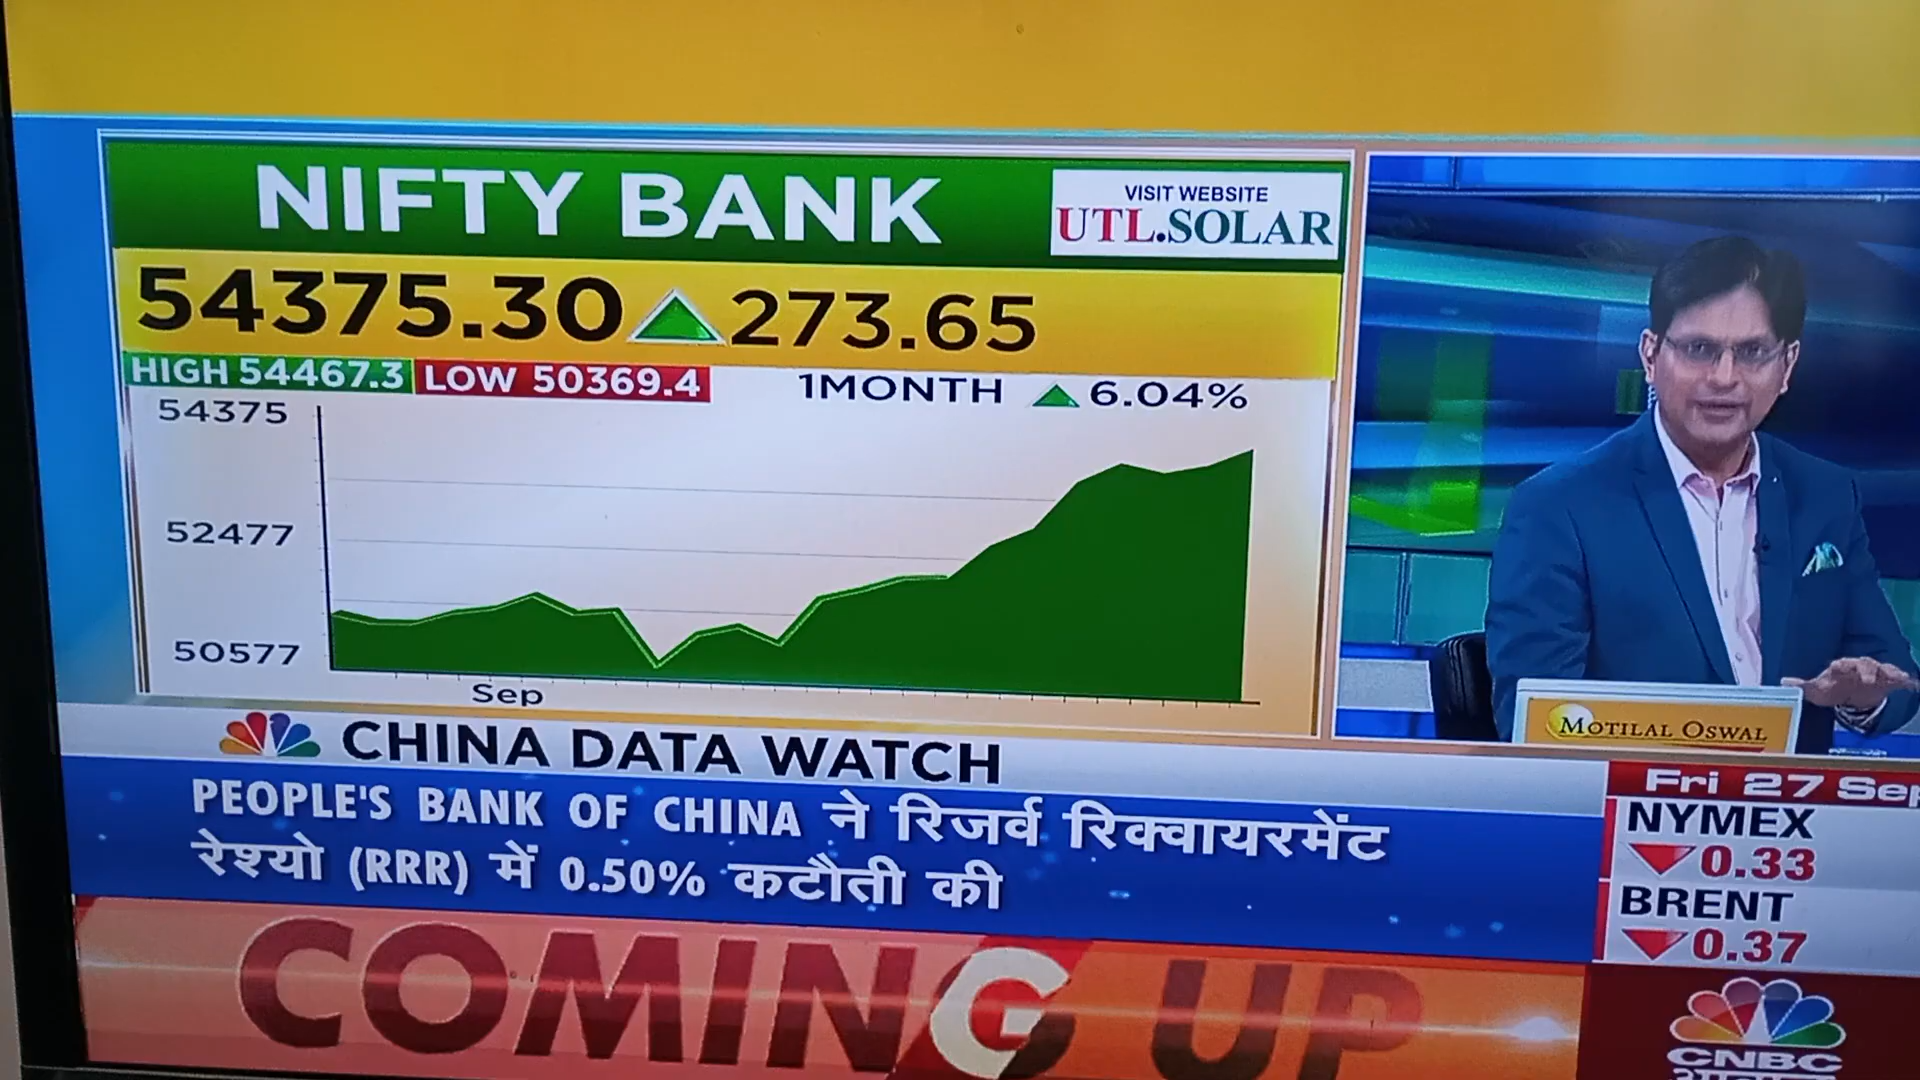 NIFTY BANK
VISIT WEBSITE
UTL.SOLAR
54375.30 273.65
HIGH 54467.3 LOW 50369.4 1MONTH 6.04%
54375
52477
50577
Sep
MOTILAL OSWAL
CHINA DATA WATCH
PEOPLE'S BANK OF CHINA ने रिजर्व रिक्वायरमेंट
रेश्यो (RRR) में 0.50% कटौती की
Fri 27 Sep
NYMEX
0.33
BRENT
0.37
COMING UP
CNBC